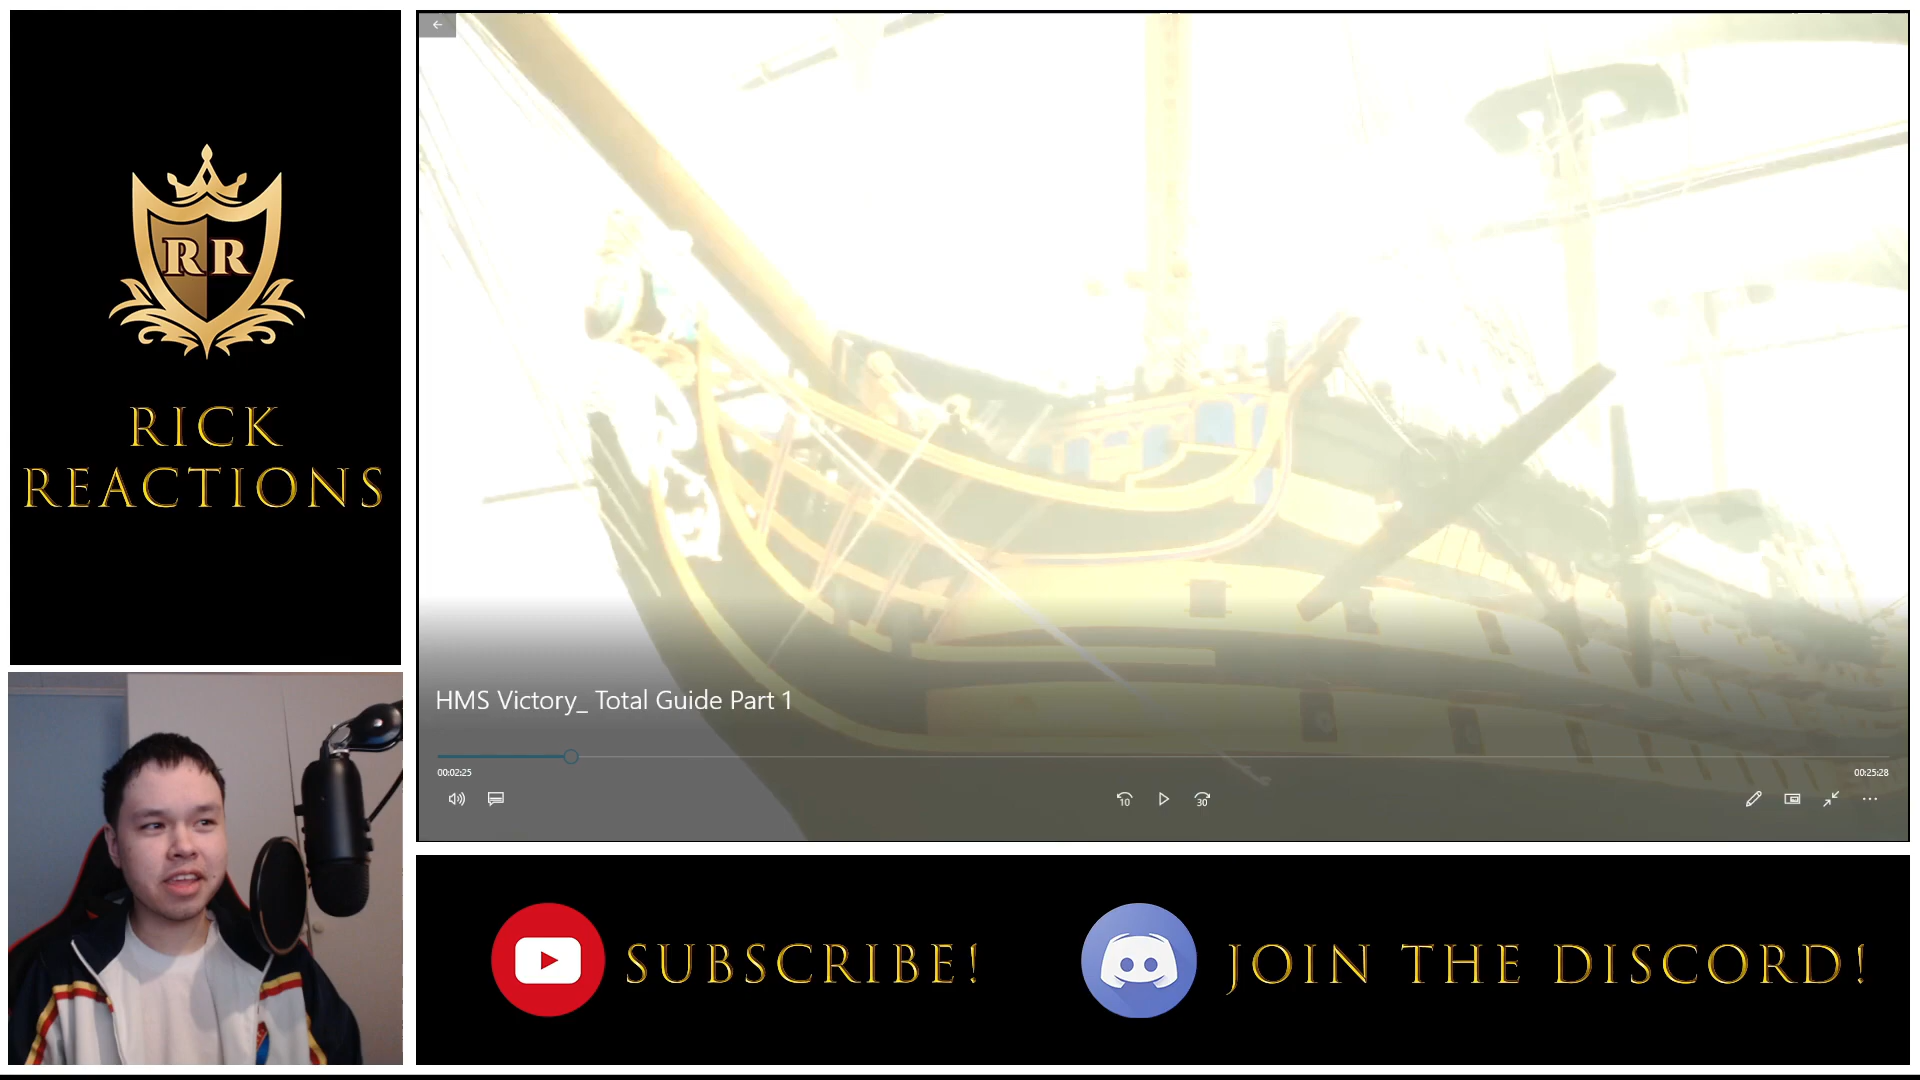 RR
RICK
REACTIONS
HMS Victory_ Total Guide Part 1
00:02:25
00:25:28
10
30
SUBSCRIBE!
JOIN THE DISCORD!